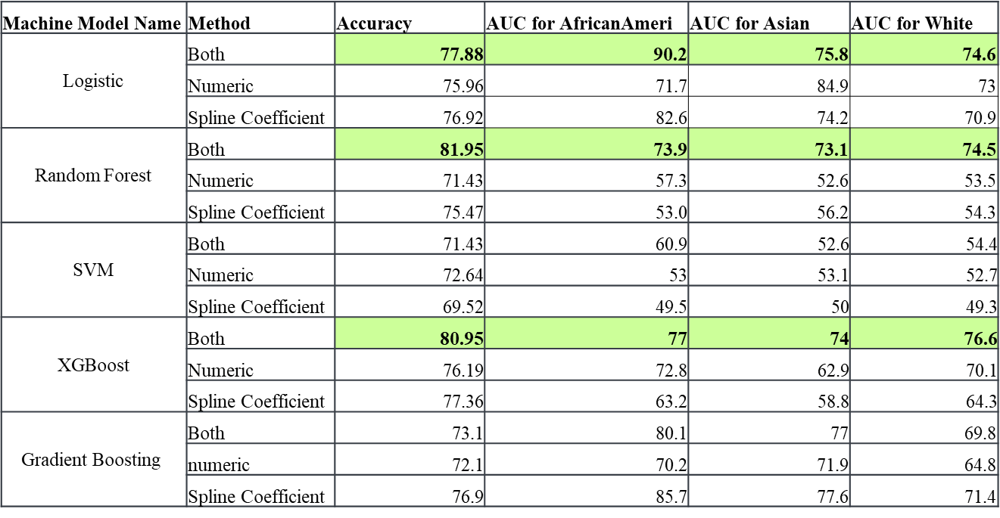 Machine Model Name Method Accuracy AUC for AfricanAmeri AUC for Asian AUC for White
Logistic
Both 77.88 90.2 75.8 74.6
Numeric 75.96 71.7 84.9 73
Spline Coefficient 76.92 82.6 74.2 70.9
Random Forest
Both 81.95 73.9 73.1 74.5
Numeric 71.43 57.3 52.6 53.5
Spline Coefficient 75.47 53.0 56.2 54.3
SVM
Both 71.43 60.9 52.6 54.4
Numeric 72.64 53 53.1 52.7
Spline Coefficient 69.52 49.5 50 49.3
XGBoost
Both 80.95 77 74 76.6
Numeric 76.19 72.8 62.9 70.1
Spline Coefficient 77.36 63.2 58.8 64.3
Gradient Boosting
Both 73.1 80.1 77 69.8
numeric 72.1 70.2 71.9 64.8
Spline Coefficient 76.9 85.7 77.6 71.4